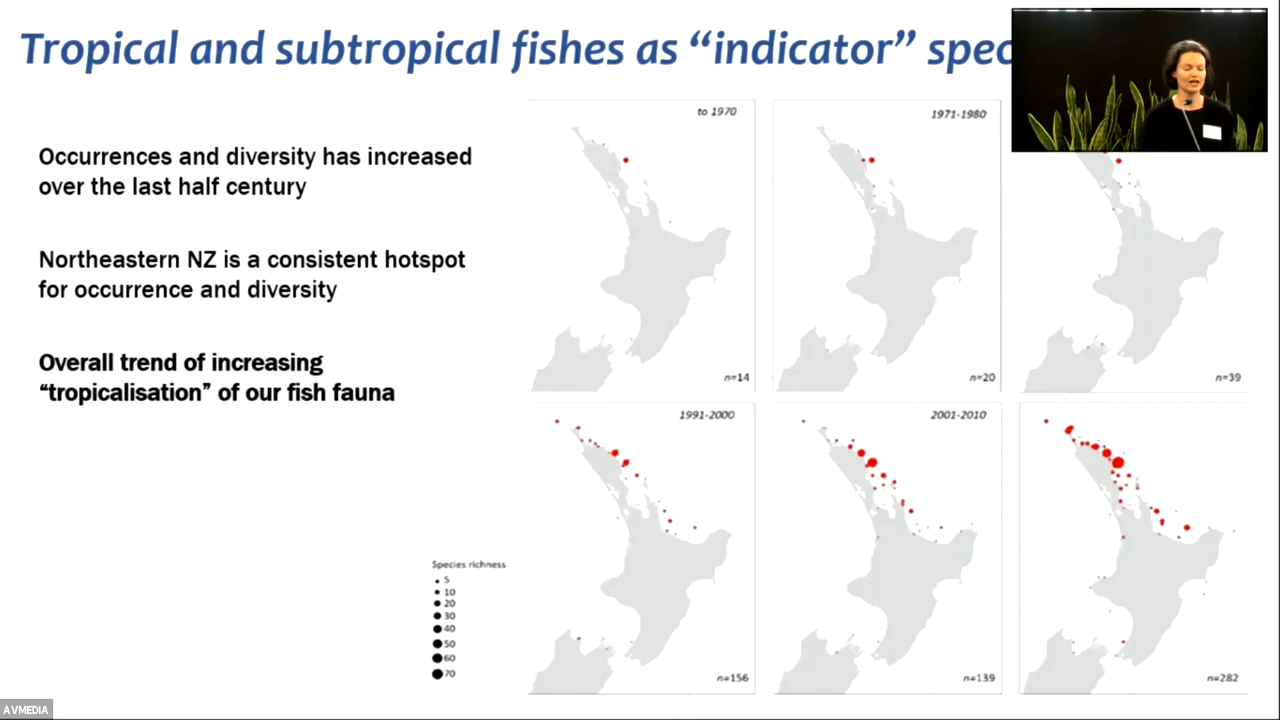 Tropical and subtropical fishes as “indicator” spec
Occurrences and diversity has increased
over the last half century
Northeastern NZ is a consistent hotspot
for occurrence and diversity
Overall trend of increasing
“tropicalisation” of our fish fauna
to 1970
1971-1980
n=14
n=20
n=39
1991-2000
2001-2010
Species richness
5
10
20
30
40
50
60
70
n=156
n=139
n=282
AVMEDIA